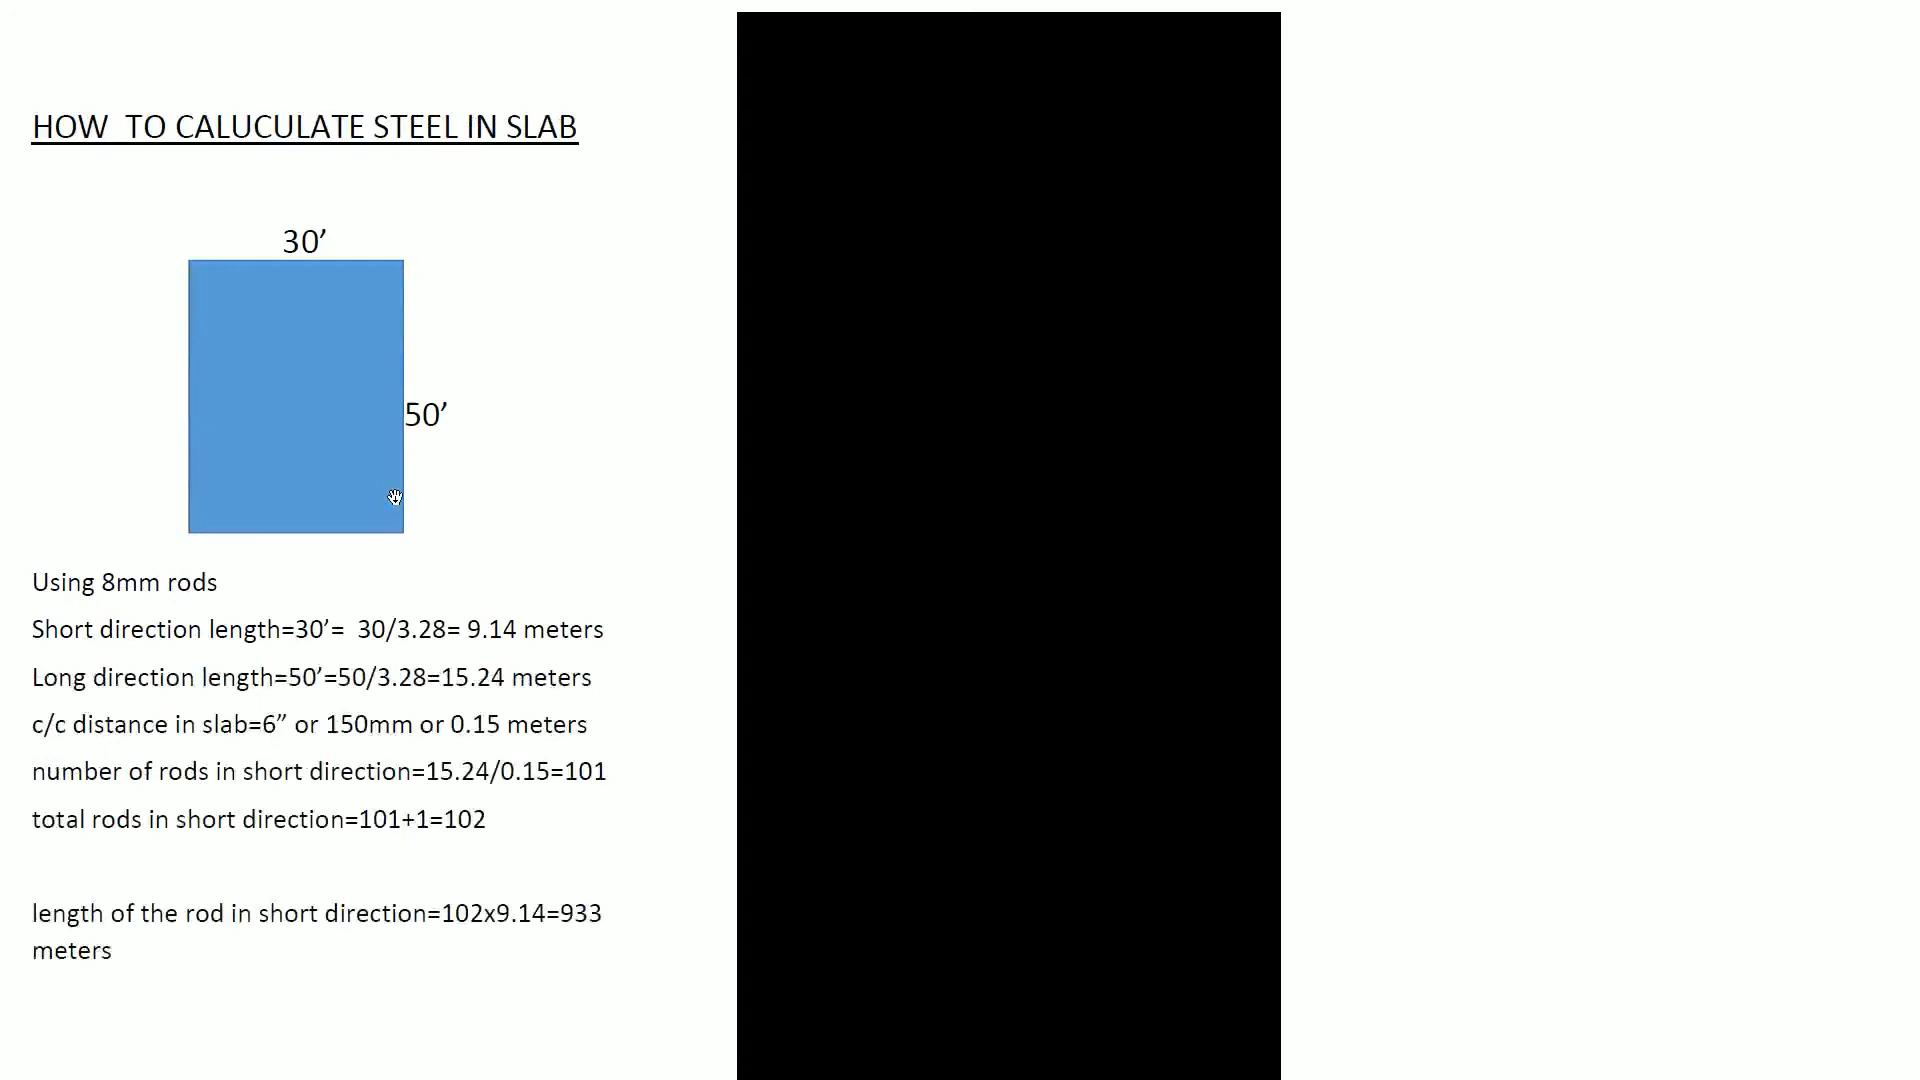 HOW  TO CALUCULATE STEEL IN SLAB
30’
50’
Using 8mm rods
Short direction length=30’=  30/3.28= 9.14 meters
Long direction length=50’=50/3.28=15.24 meters
c/c distance in slab=6” or 150mm or 0.15 meters
number of rods in short direction=15.24/0.15=101
total rods in short direction=101+1=102
length of the rod in short direction=102x9.14=933
meters